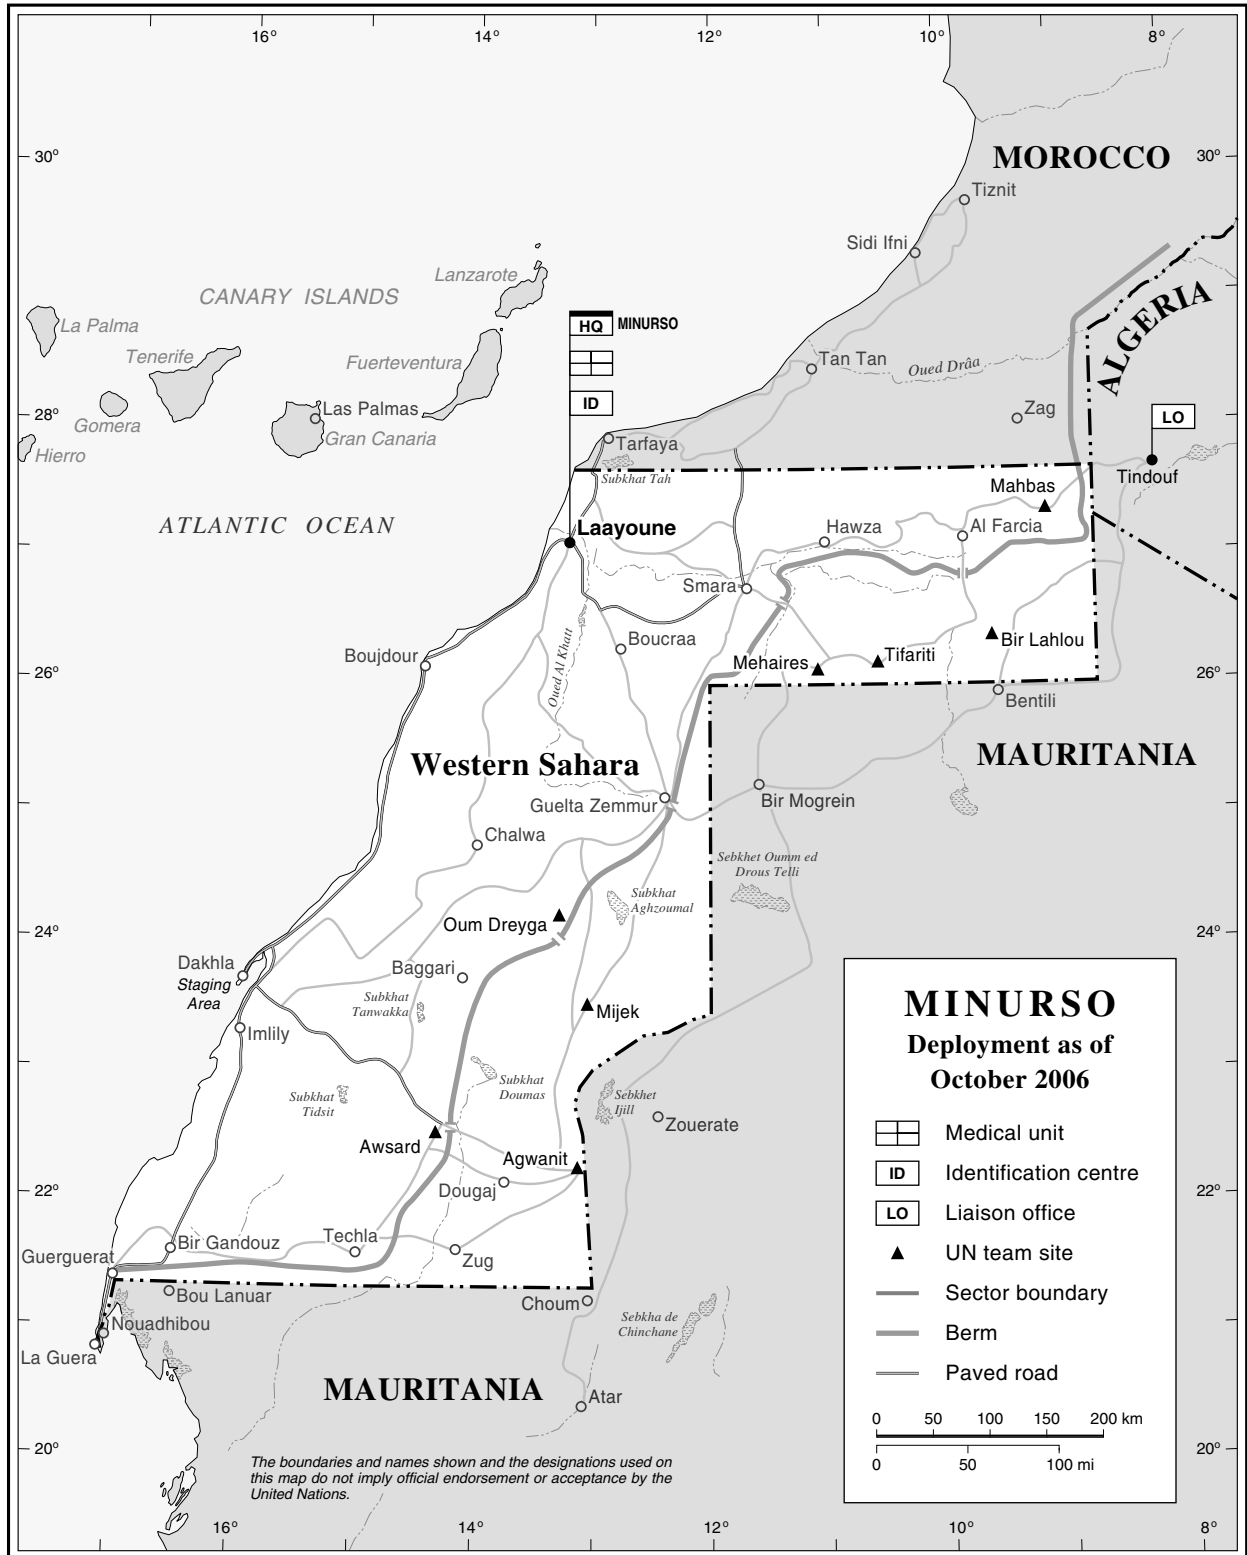 16° 14° 12° 10° 8°
30° 30°
MOROCCO
Tiznit
Sidi Ifni
Lanzarote
CANARY ISLANDS
ALGERIA
La Palma
HQ MINURSO
Tenerife
Fuerteventura
Tan Tan
Oued Drâa
ID
Las Palmas
Zag
LO
28°
Gomera
Gran Canaria
Tarfaya
Hierro
Subkhat Tah
Tindouf
Mahbas
ATLANTIC OCEAN
Laayoune
Hawza
Al Farcia
Smara
Boucraa
Bir Lahlou
Boujdour
Oued Al Khatt
Mehaires
Tifariti
26° 26°
Bentili
Western Sahara
MAURITANIA
Guelta Zemmur
Bir Mogrein
Chalwa
Sebkhet Oumm ed
Drous Telli
Subkhat
Aghzoumal
Oum Dreyga
24° 24°
Dakhla
Staging
Area
Baggari
Subkhat
Tanwakka
Mijek
Imlily
Subkhat
Doumas
Subkhat
Tidsit
Sebkhet
Ijill
Zouerate
Awsard
Agwanit
Dougaj
22° 22°
Techla
Bir Gandouz
Guerguerat
Zug
Bou Lanuar
Choum
Nouadhibou
Sebkha de
Chinchane
La Guera
MAURITANIA
Atar
20° 20°
The boundaries and names shown and the designations used on
this map do not imply official endorsement or acceptance by the
United Nations.
MINURSO
Deployment as of
October 2006
Medical unit
ID Identification centre
LO Liaison office
UN team site
Sector boundary
Berm
Paved road
0 50 100 150 200 km
0 50 100 mi
16° 14° 12° 10° 8°